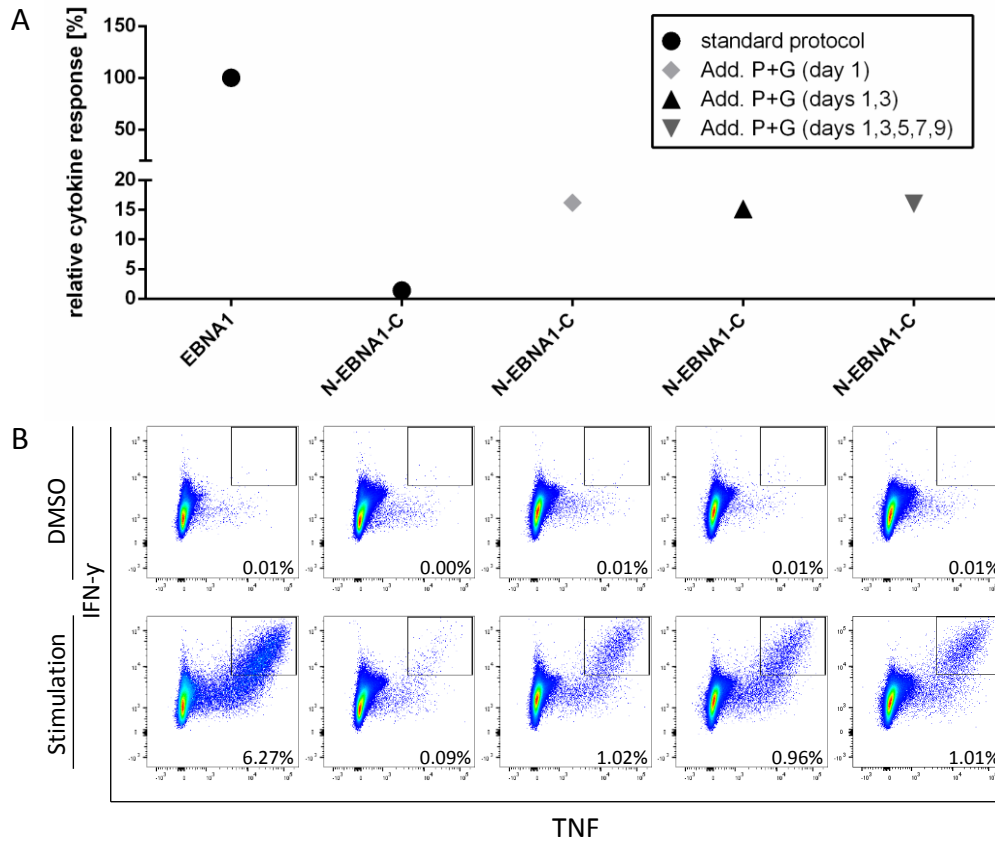 A
relative cytokine response [%]
150
100
50
20
15
10
5
0
standard protocol
Add. P+G (day 1)
Add. P+G (days 1,3)
Add. P+G (days 1,3,5,7,9)
EBNA1
N-EBNA1-C
N-EBNA1-C
N-EBNA1-C
N-EBNA1-C
B
DMSO
0.01%
0.00%
0.01%
0.01%
0.01%
IFN-y
Stimulation
6.27%
0.09%
1.02%
0.96%
1.01%
TNF